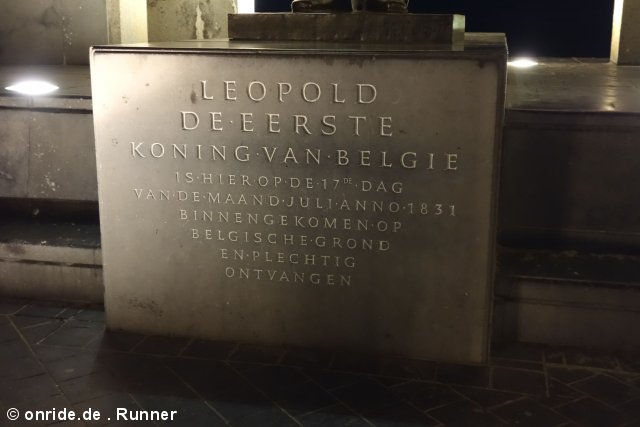 LEOPOLD
DE·EERSTE
KONING·VAN·BELGIE
IS·HIER·OP·DE·17DE·DAG
VAN·DE·MAAND·JULI·ANNO·1831
BINNENGEKOMEN·OP
BELGISCHE·GROND
EN·PLECHTIG
ONTVANGEN
© onride.de . Runner